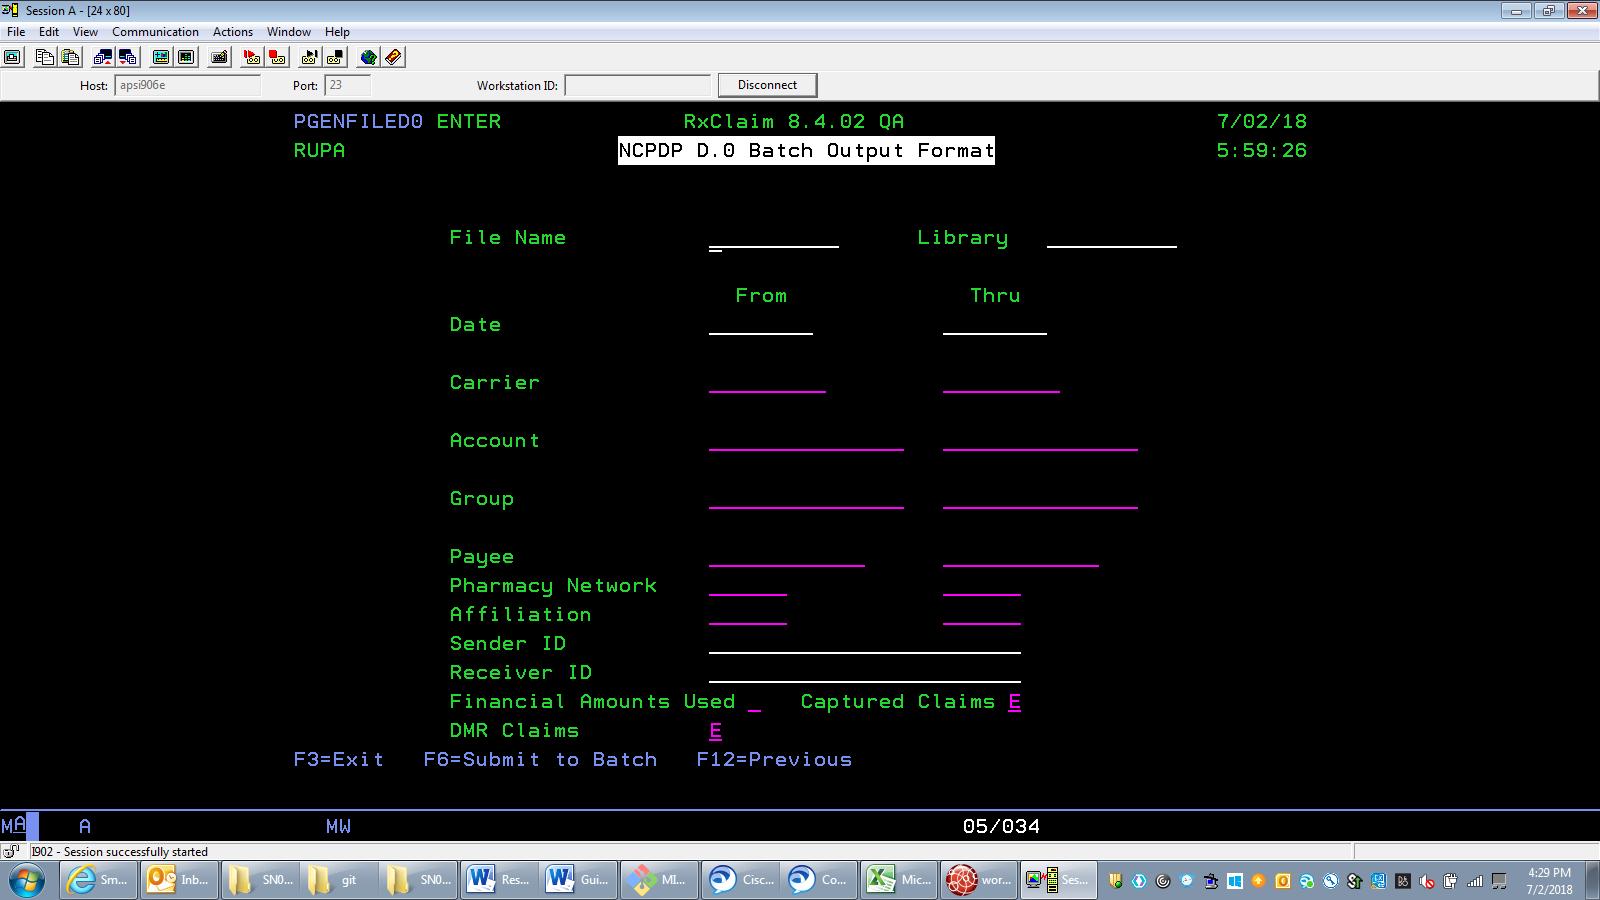 Session A - [24 x 80]
File Edit View Communication Actions Window Help
Host: apsi906e Port: 23 Workstation ID: Disconnect
PGENFILED0 ENTER RxClaim 8.4.02 QA 7/02/18
RUPA NCPDP D.0 Batch Output Format 5:59:26
File Name Library
From Thru
Date
Carrier
Account
Group
Payee
Pharmacy Network
Affiliation
Sender ID
Receiver ID
Financial Amounts Used _ Captured Claims E
DMR Claims E
F3=Exit F6=Submit to Batch F12=Previous
MA A MW 05/034
I902 - Session successfully started
Sm... Inb... SN0... git SN0... Res... Gui... MI... Cisc... Co... Mic... wor... Ses... 4:29 PM
7/2/2018